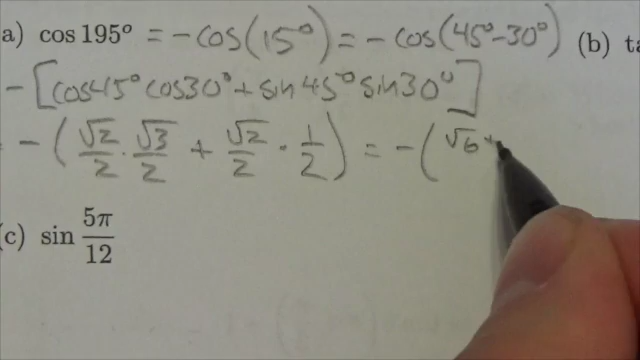 a) cos 195° = -cos(15°) = -cos(45°-30°) (b) ta
- [cos45°cos30° + sin45°sin30°]
= -(√2/2 · √3/2 + √2/2 · 1/2) = -(√6 +
(c) sin 5π/12